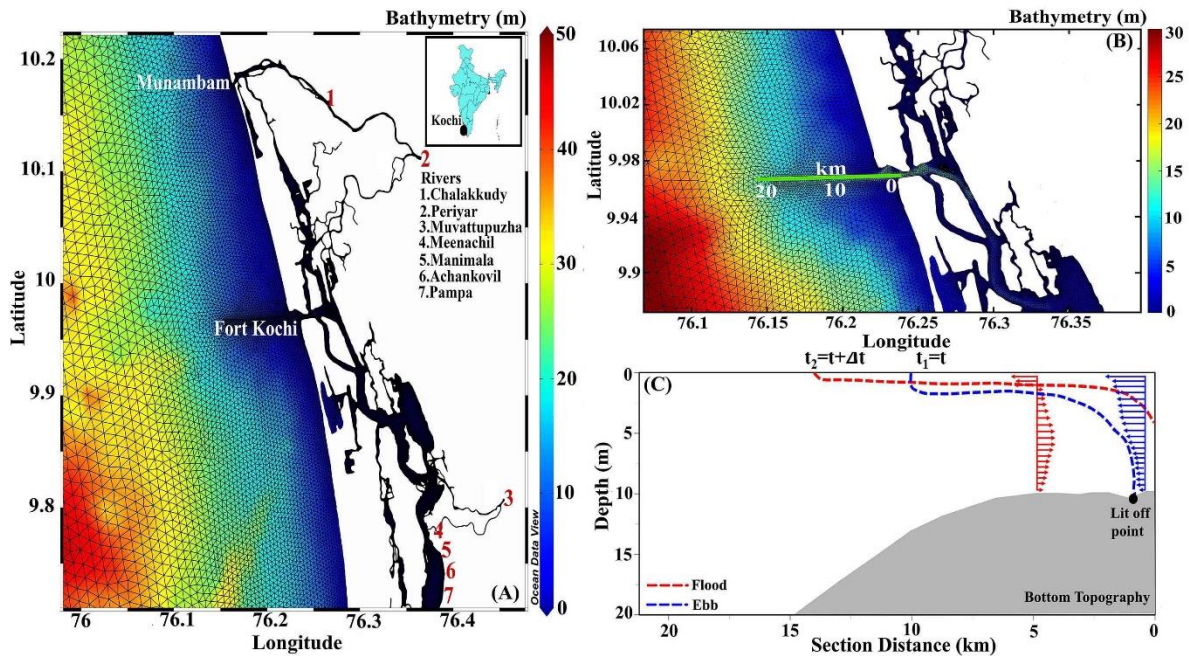 Bathymetry (m)
10.2
10.1
10
9.9
9.8
Latitude
Munambam
1
2
Kochi
Rivers
1.Chalakkudy
2.Periyar
3.Muvattupuzha
4.Meenachil
5.Manimala
6.Achankovil
7.Pampa
Fort Kochi
3
4
5
6
7
(A)
Ocean Data View
76
76.1
76.2
76.3
76.4
Longitude
50
40
30
20
10
0
Bathymetry (m)
(B)
10.06
10.02
9.98
9.94
9.9
Latitude
km
20
10
0
76.1
76.15
76.2
76.25
76.3
76.35
Longitude
30
25
20
15
10
5
0
t₂=t+Δt
t₁=t
(C)
0
5
10
15
20
Depth (m)
Lit off
point
Flood
Ebb
Bottom Topography
20
15
10
5
0
Section Distance (km)